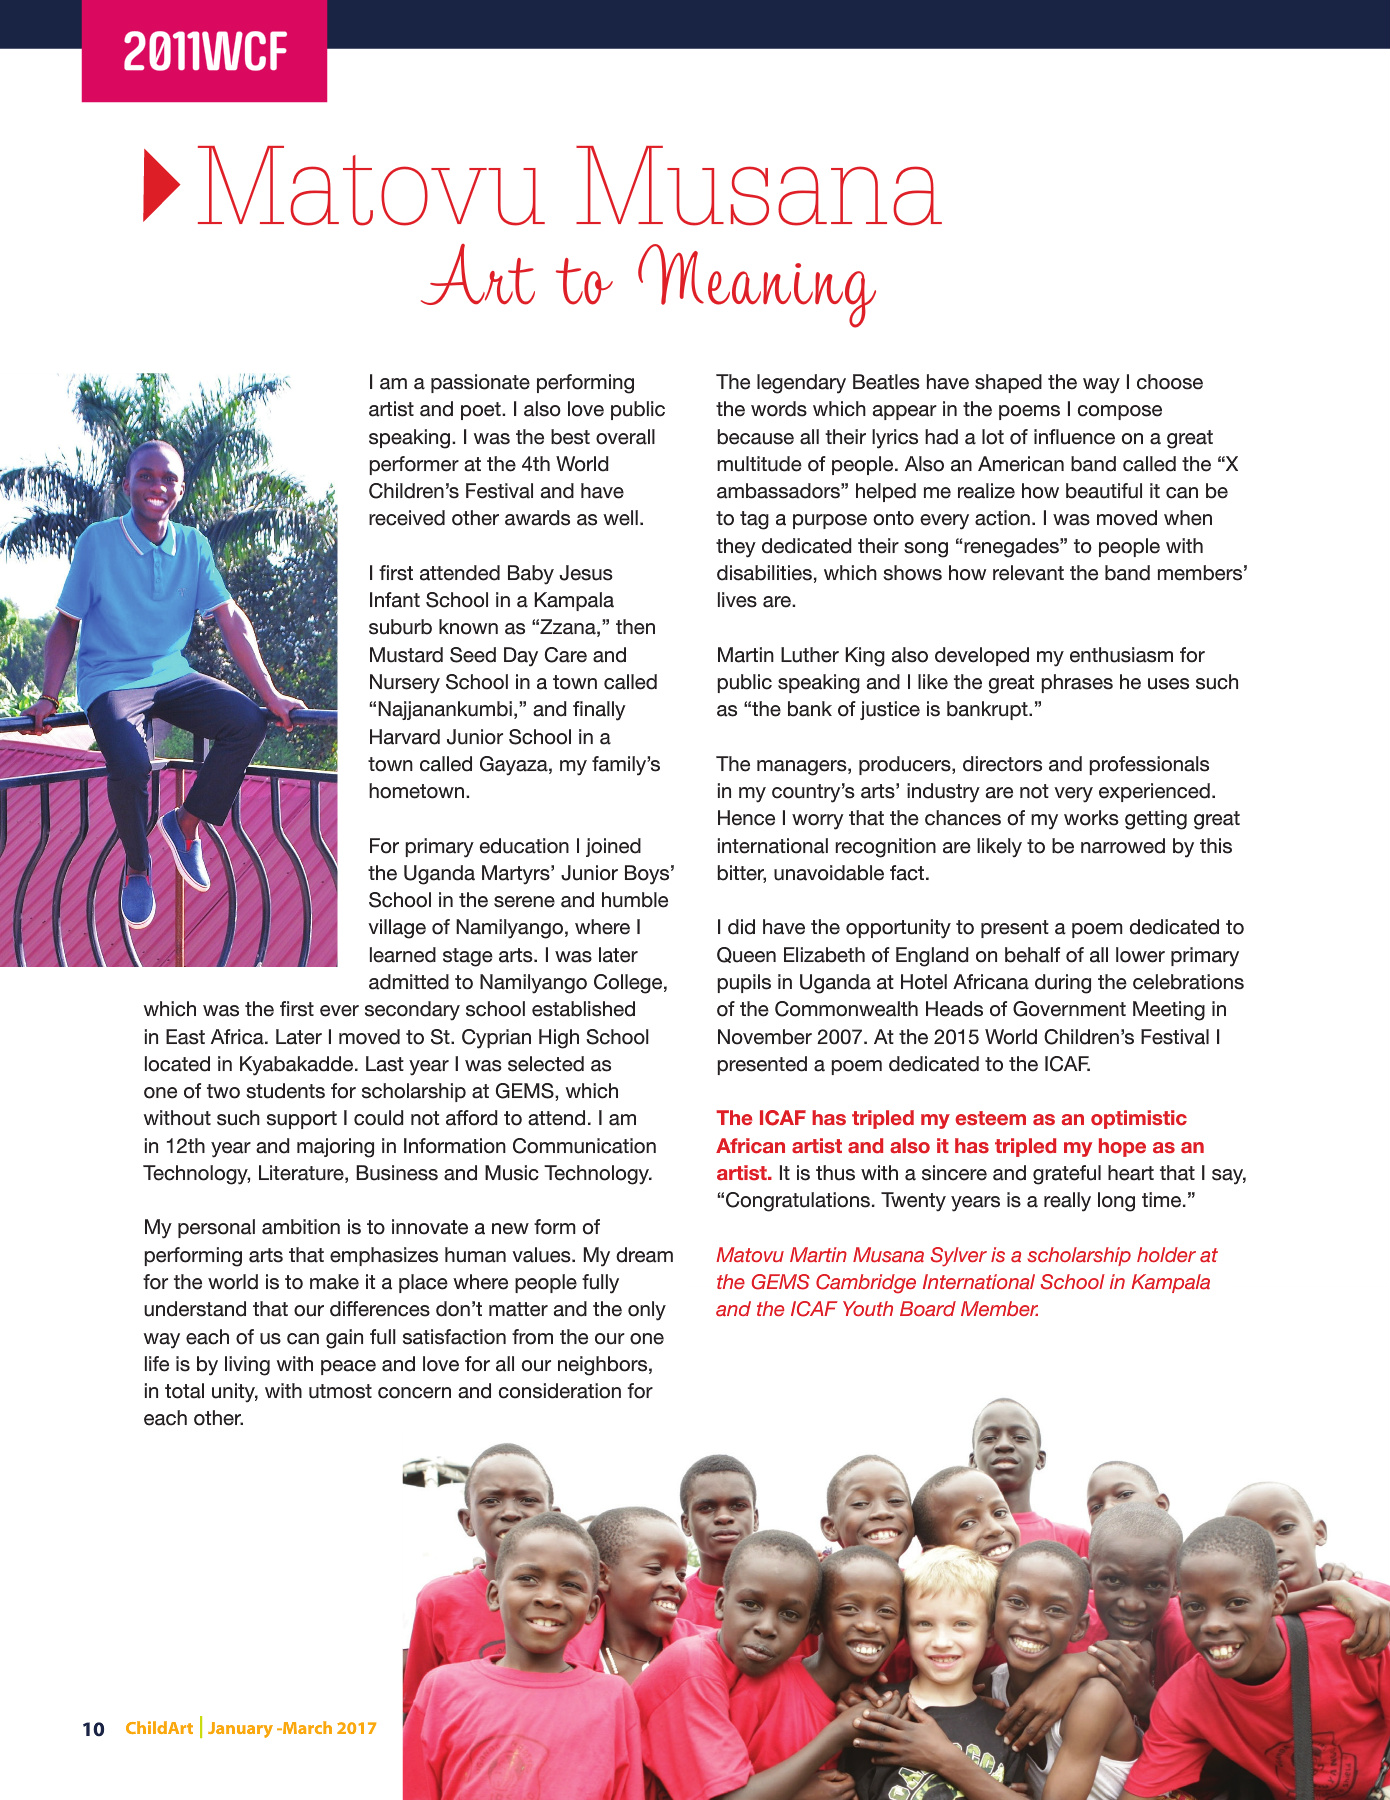 2011WCF
Matovu Musana
Art to Meaning
I am a passionate performing
artist and poet. I also love public
speaking. I was the best overall
performer at the 4th World
Children’s Festival and have
received other awards as well.
I first attended Baby Jesus
Infant School in a Kampala
suburb known as “Zzana,” then
Mustard Seed Day Care and
Nursery School in a town called
“Najjanankumbi,” and finally
Harvard Junior School in a
town called Gayaza, my family’s
hometown.
For primary education I joined
the Uganda Martyrs’ Junior Boys’
School in the serene and humble
village of Namilyango, where I
learned stage arts. I was later
admitted to Namilyango College,
which was the first ever secondary school established
in East Africa. Later I moved to St. Cyprian High School
located in Kyabakadde. Last year I was selected as
one of two students for scholarship at GEMS, which
without such support I could not afford to attend. I am
in 12th year and majoring in Information Communication
Technology, Literature, Business and Music Technology.
My personal ambition is to innovate a new form of
performing arts that emphasizes human values. My dream
for the world is to make it a place where people fully
understand that our differences don’t matter and the only
way each of us can gain full satisfaction from the our one
life is by living with peace and love for all our neighbors,
in total unity, with utmost concern and consideration for
each other.
The legendary Beatles have shaped the way I choose
the words which appear in the poems I compose
because all their lyrics had a lot of influence on a great
multitude of people. Also an American band called the “X
ambassadors” helped me realize how beautiful it can be
to tag a purpose onto every action. I was moved when
they dedicated their song “renegades” to people with
disabilities, which shows how relevant the band members’
lives are.
Martin Luther King also developed my enthusiasm for
public speaking and I like the great phrases he uses such
as “the bank of justice is bankrupt.”
The managers, producers, directors and professionals
in my country’s arts’ industry are not very experienced.
Hence I worry that the chances of my works getting great
international recognition are likely to be narrowed by this
bitter, unavoidable fact.
I did have the opportunity to present a poem dedicated to
Queen Elizabeth of England on behalf of all lower primary
pupils in Uganda at Hotel Africana during the celebrations
of the Commonwealth Heads of Government Meeting in
November 2007. At the 2015 World Children’s Festival I
presented a poem dedicated to the ICAF.
The ICAF has tripled my esteem as an optimistic
African artist and also it has tripled my hope as an
artist. It is thus with a sincere and grateful heart that I say,
“Congratulations. Twenty years is a really long time.”
Matovu Martin Musana Sylver is a scholarship holder at
the GEMS Cambridge International School in Kampala
and the ICAF Youth Board Member.
10 ChildArt | January -March 2017